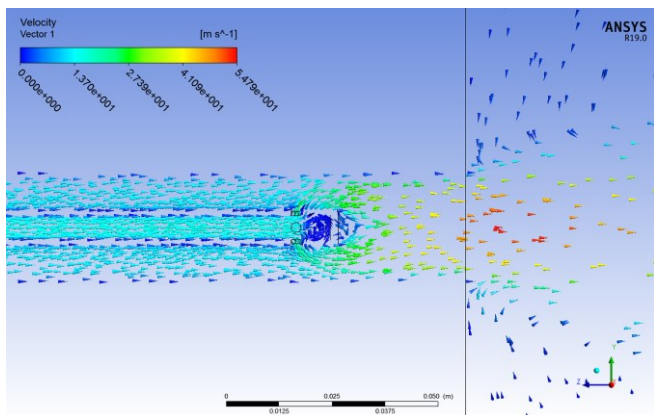 Velocity
Vector 1
[m s^-1]
ANSYS
R19.0
0.000e+000
1.370e+001
2.739e+001
4.109e+001
5.479e+001
Y
Z
0
0.025
0.050 (m)
0.0125
0.0375